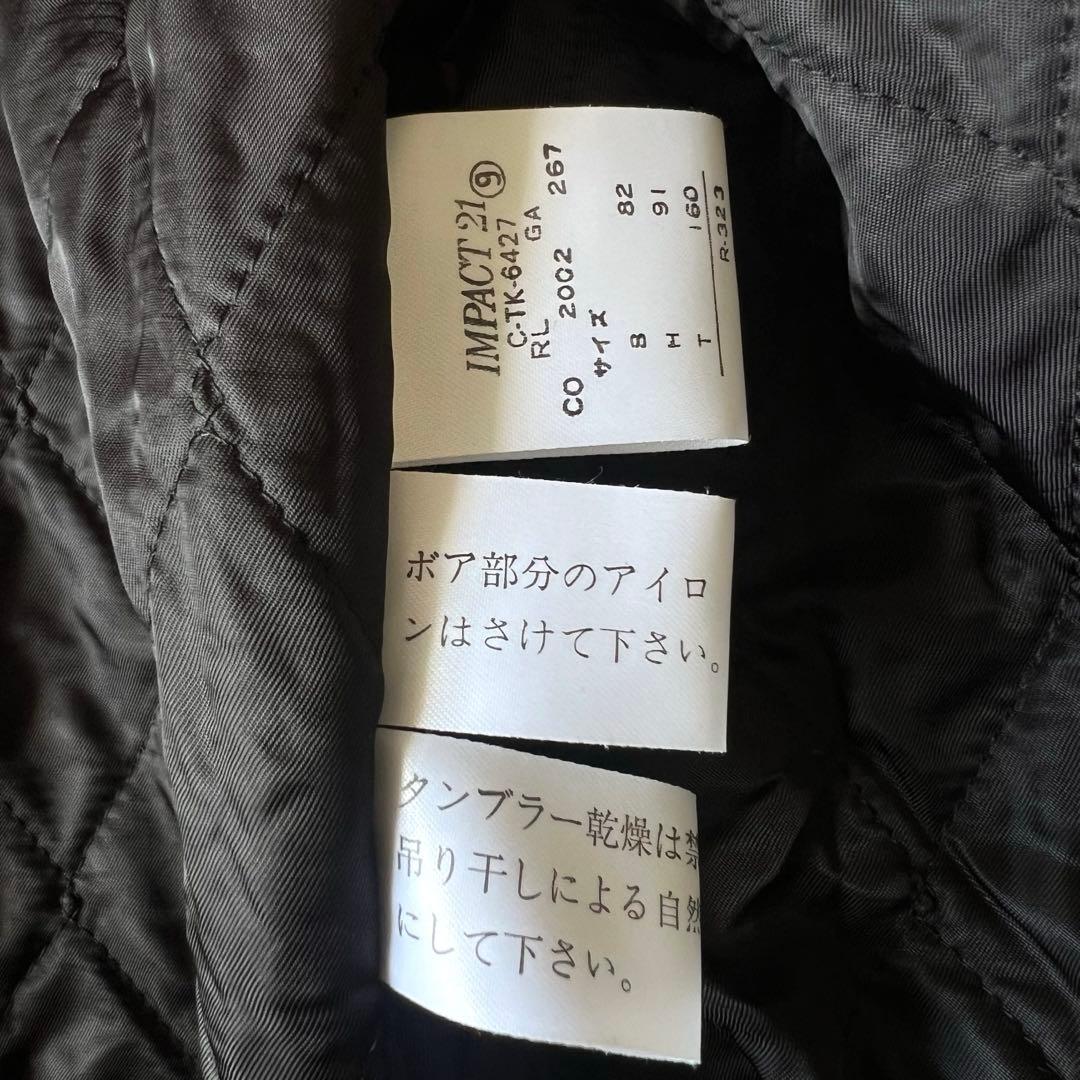 IMPACT 21 ⑨
C-TK-6427
RL GA
CO 2002 267
サイズ
B 82
H 91
T 160
R-323
ボア部分のアイロ
ンはさけて下さい。
タンブラー乾燥は禁
吊り干しによる自然
にして下さい。